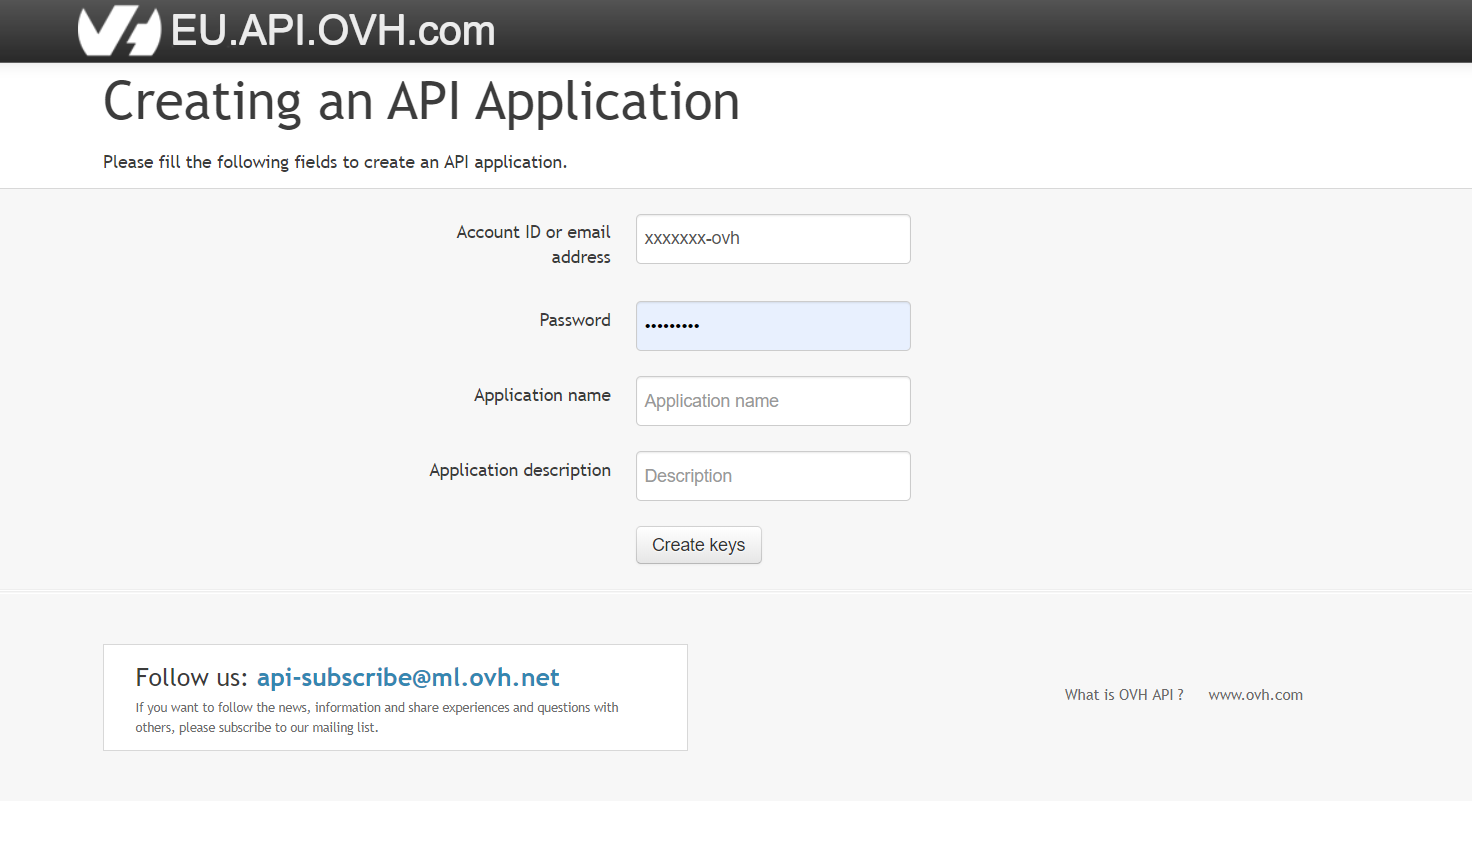 EU.API.OVH.com
Creating an API Application
Please fill the following fields to create an API application.
Account ID or email
address
xxxxxxx-ovh
Password
•••••••••
Application name
Application name
Application description
Description
Create keys
Follow us: api-subscribe@ml.ovh.net
If you want to follow the news, information and share experiences and questions with
others, please subscribe to our mailing list.
What is OVH API ?
www.ovh.com